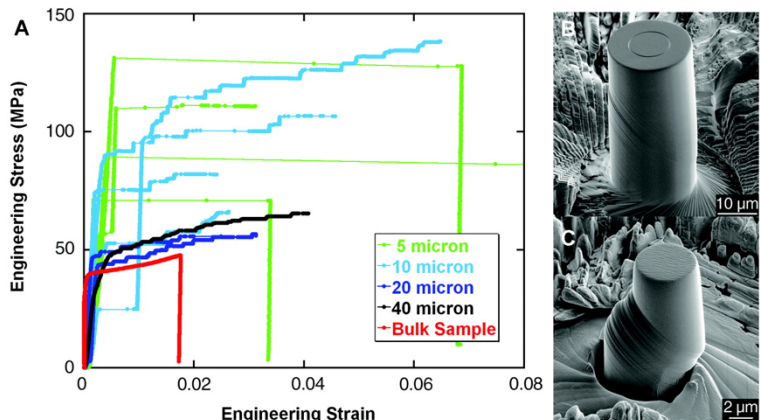 A
150
100
50
0
Engineering Stress (MPa)
0
0.02
0.04
0.06
0.08
Engineering Strain
5 micron
10 micron
20 micron
40 micron
Bulk Sample
B
10 µm
C
2 µm